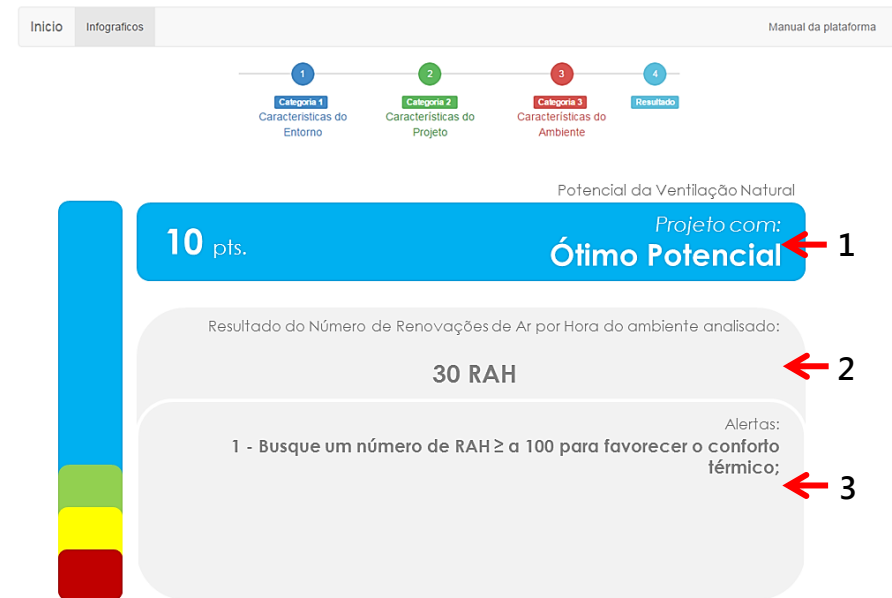 Inicio Infograficos Manual da plataforma
1 2 3 4
Categoria 1 Categoria 2 Categoria 3 Resultado
Caracteristicas do Características do Características do
Entorno Projeto Ambiente
Potencial da Ventilação Natural
10 pts.
Projeto com:
Ótimo Potencial
1
Resultado do Número de Renovações de Ar por Hora do ambiente analisado:
30 RAH
2
Alertas:
1 - Busque um número de RAH ≥ a 100 para favorecer o conforto
térmico;
3